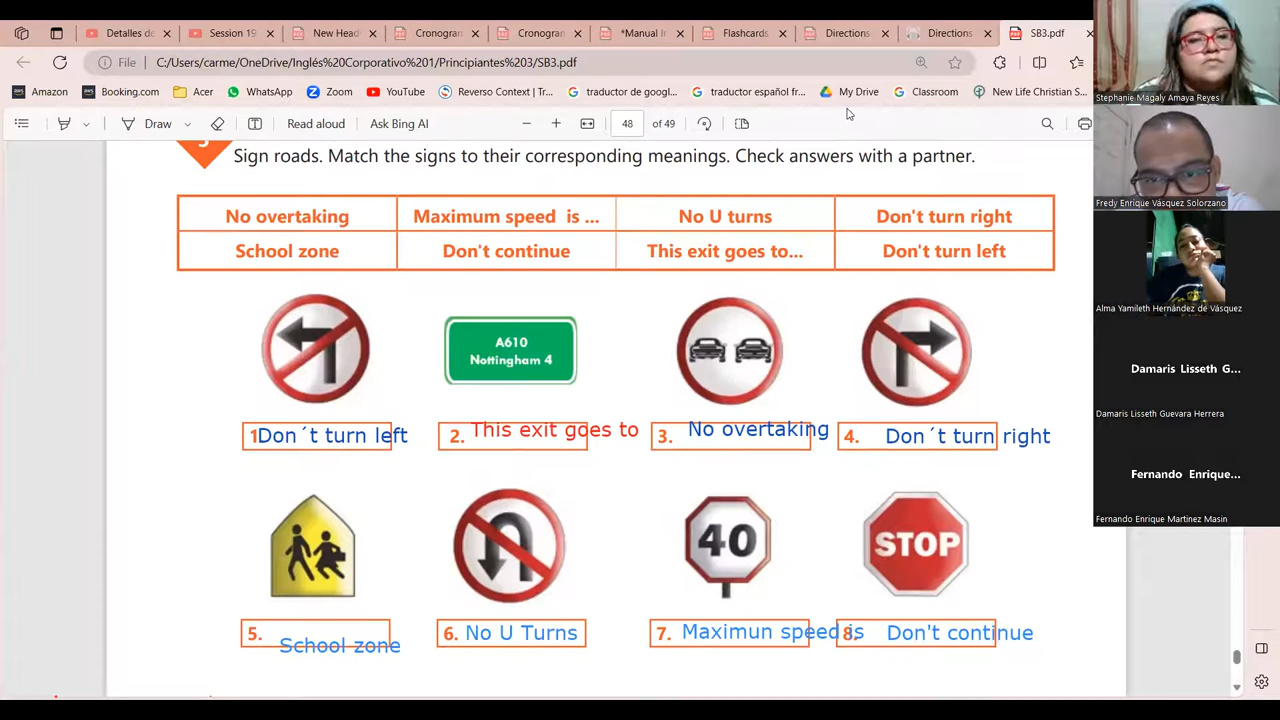 Detalles de
Session 19
New Head
Cronogran
Cronogran
*Manual In
Flashcards
Directions
Directions
SB3.pdf
File
C:/Users/carme/OneDrive/Inglés%20Corporativo%201/Principiantes%203/SB3.pdf
Amazon
Booking.com
Acer
WhatsApp
Zoom
YouTube
Reverso Context | Tr...
traductor de googl...
traductor español fr...
My Drive
Classroom
New Life Christian S...
Draw
Read aloud
Ask Bing AI
48
of 49
Sign roads. Match the signs to their corresponding meanings. Check answers with a partner.
No overtaking
Maximum speed is ...
No U turns
Don't turn right
School zone
Don't continue
This exit goes to...
Don't turn left
A610
Nottingham 4
1 Don´t turn left
2. This exit goes to
3. No overtaking
4. Don´t turn right
40
STOP
5. School zone
6. No U Turns
7. Maximun speed is
8. Don't continue
Stephanie Magaly Amaya Reyes
Fredy Enrique Vásquez Solorzano
Alma Yamileth Hernández de Vásquez
Damaris Lisseth G...
Damaris Lisseth Guevara Herrera
Fernando Enrique...
Fernando Enrique Martinez Masin